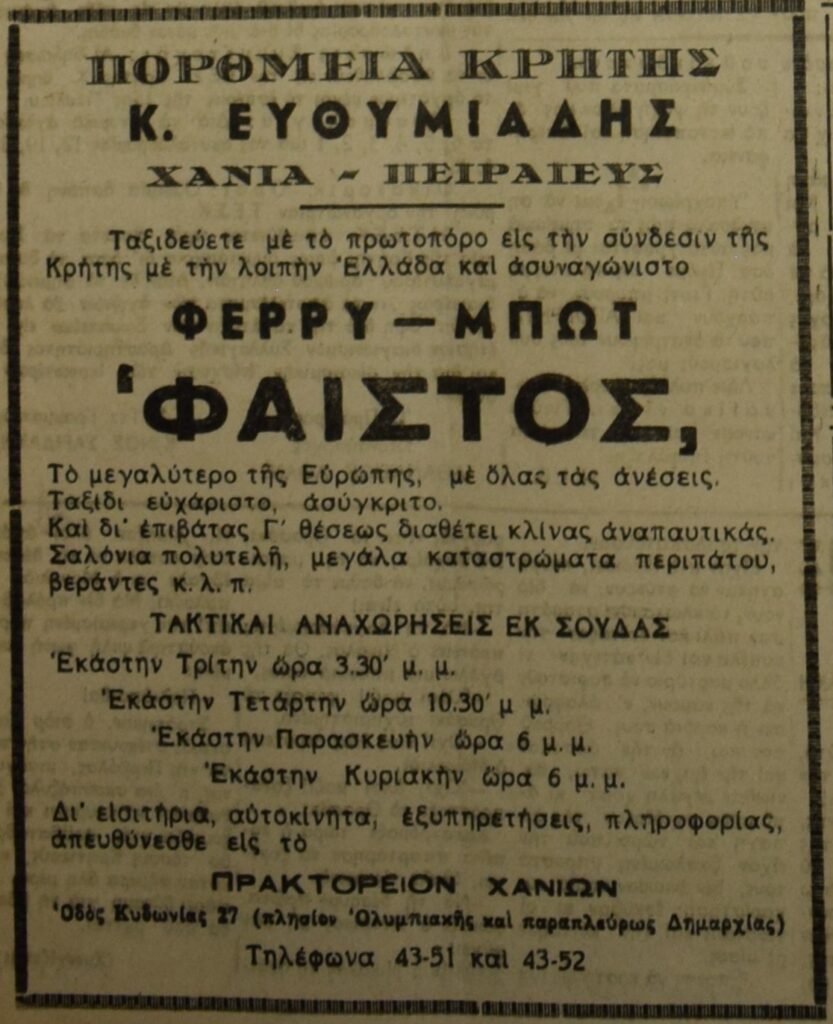 ΠΟΡΘΜΕΙΑ ΚΡΗΤΗΣ
Κ. ΕΥΘΥΜΙΑΔΗΣ
ΧΑΝΙΑ - ΠΕΙΡΑΙΕΥΣ
Ταξιδεύετε μὲ τὸ πρωτοπόρο εἰς τὴν σύνδεσιν τῆς
Κρήτης μὲ τὴν λοιπὴν Ἑλλάδα καὶ ἀσυναγώνιστο
ΦΕΡΡΥ — ΜΠΩΤ
‘ΦΑΙΣΤΟΣ,
Τὸ μεγαλύτερο τῆς Εὐρώπης, μὲ ὅλας τὰς ἀνέσεις.
Ταξίδι εὐχάριστο, ἀσύγκριτο.
Καὶ δι' ἐπιβάτας Γ' θέσεως διαθέτει κλίνας ἀναπαυτικάς.
Σαλόνια πολυτελῆ, μεγάλα καταστρώματα περιπάτου,
βεράντες κ. λ. π.
ΤΑΚΤΙΚΑΙ ΑΝΑΧΩΡΗΣΕΙΣ ΕΚ ΣΟΥΔΑΣ
Ἑκάστην Τρίτην ὥρα 3.30' μ. μ.
Ἑκάστην Τετάρτην ὥρα 10.30' μ μ.
Ἑκάστην Παρασκευὴν ὥρα 6 μ. μ.
Ἑκάστην Κυριακὴν ὥρα 6 μ. μ.
Δι' εἰσιτήρια, αὐτοκίνητα, ἐξυπηρετήσεις, πληροφορίας,
ἀπευθύνεσθε εἰς τὸ
ΠΡΑΚΤΟΡΕΙΟΝ ΧΑΝΙΩΝ
Ὁδὸς Κυδωνίας 27 (πλησίον Ὀλυμπιακῆς καὶ παραπλεύρως Δημαρχίας)
Τηλέφωνα 43-51 καὶ 43-52